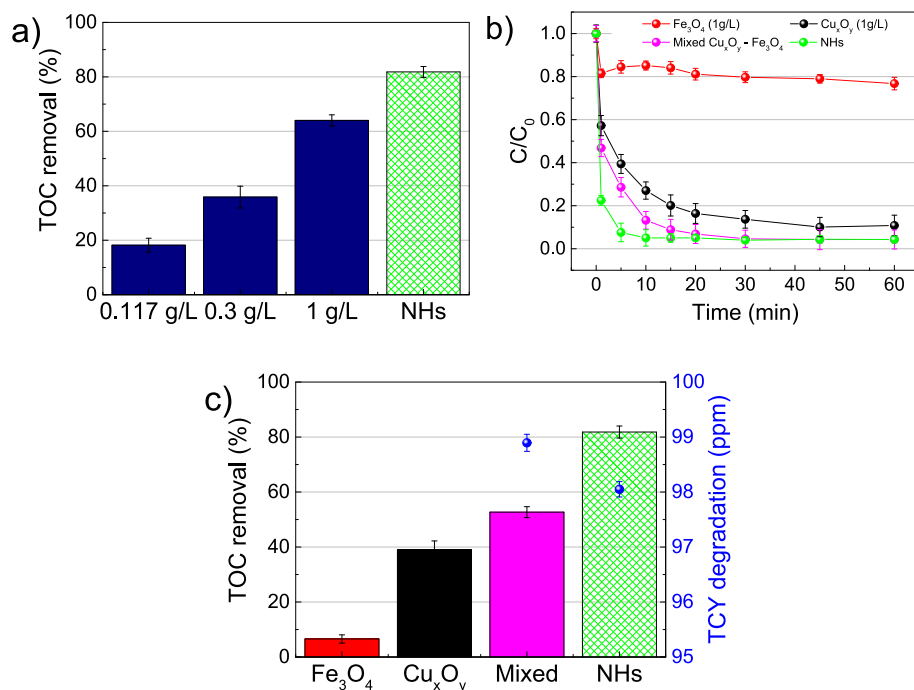 a)
TOC removal (%)
100
80
60
40
20
0
0.117 g/L 0.3 g/L 1 g/L NHs
b)
Fe₃O₄ (1g/L) CuₓOᵧ (1g/L)
Mixed CuₓOᵧ - Fe₃O₄ NHs
C/C₀
1.0
0.8
0.6
0.4
0.2
0.0
0 10 20 30 40 50 60
Time (min)
c)
TOC removal (%)
100
80
60
40
20
0
Fe₃O₄ CuₓOᵧ Mixed NHs
100
99
98
97
96
95
TCY degradation (ppm)